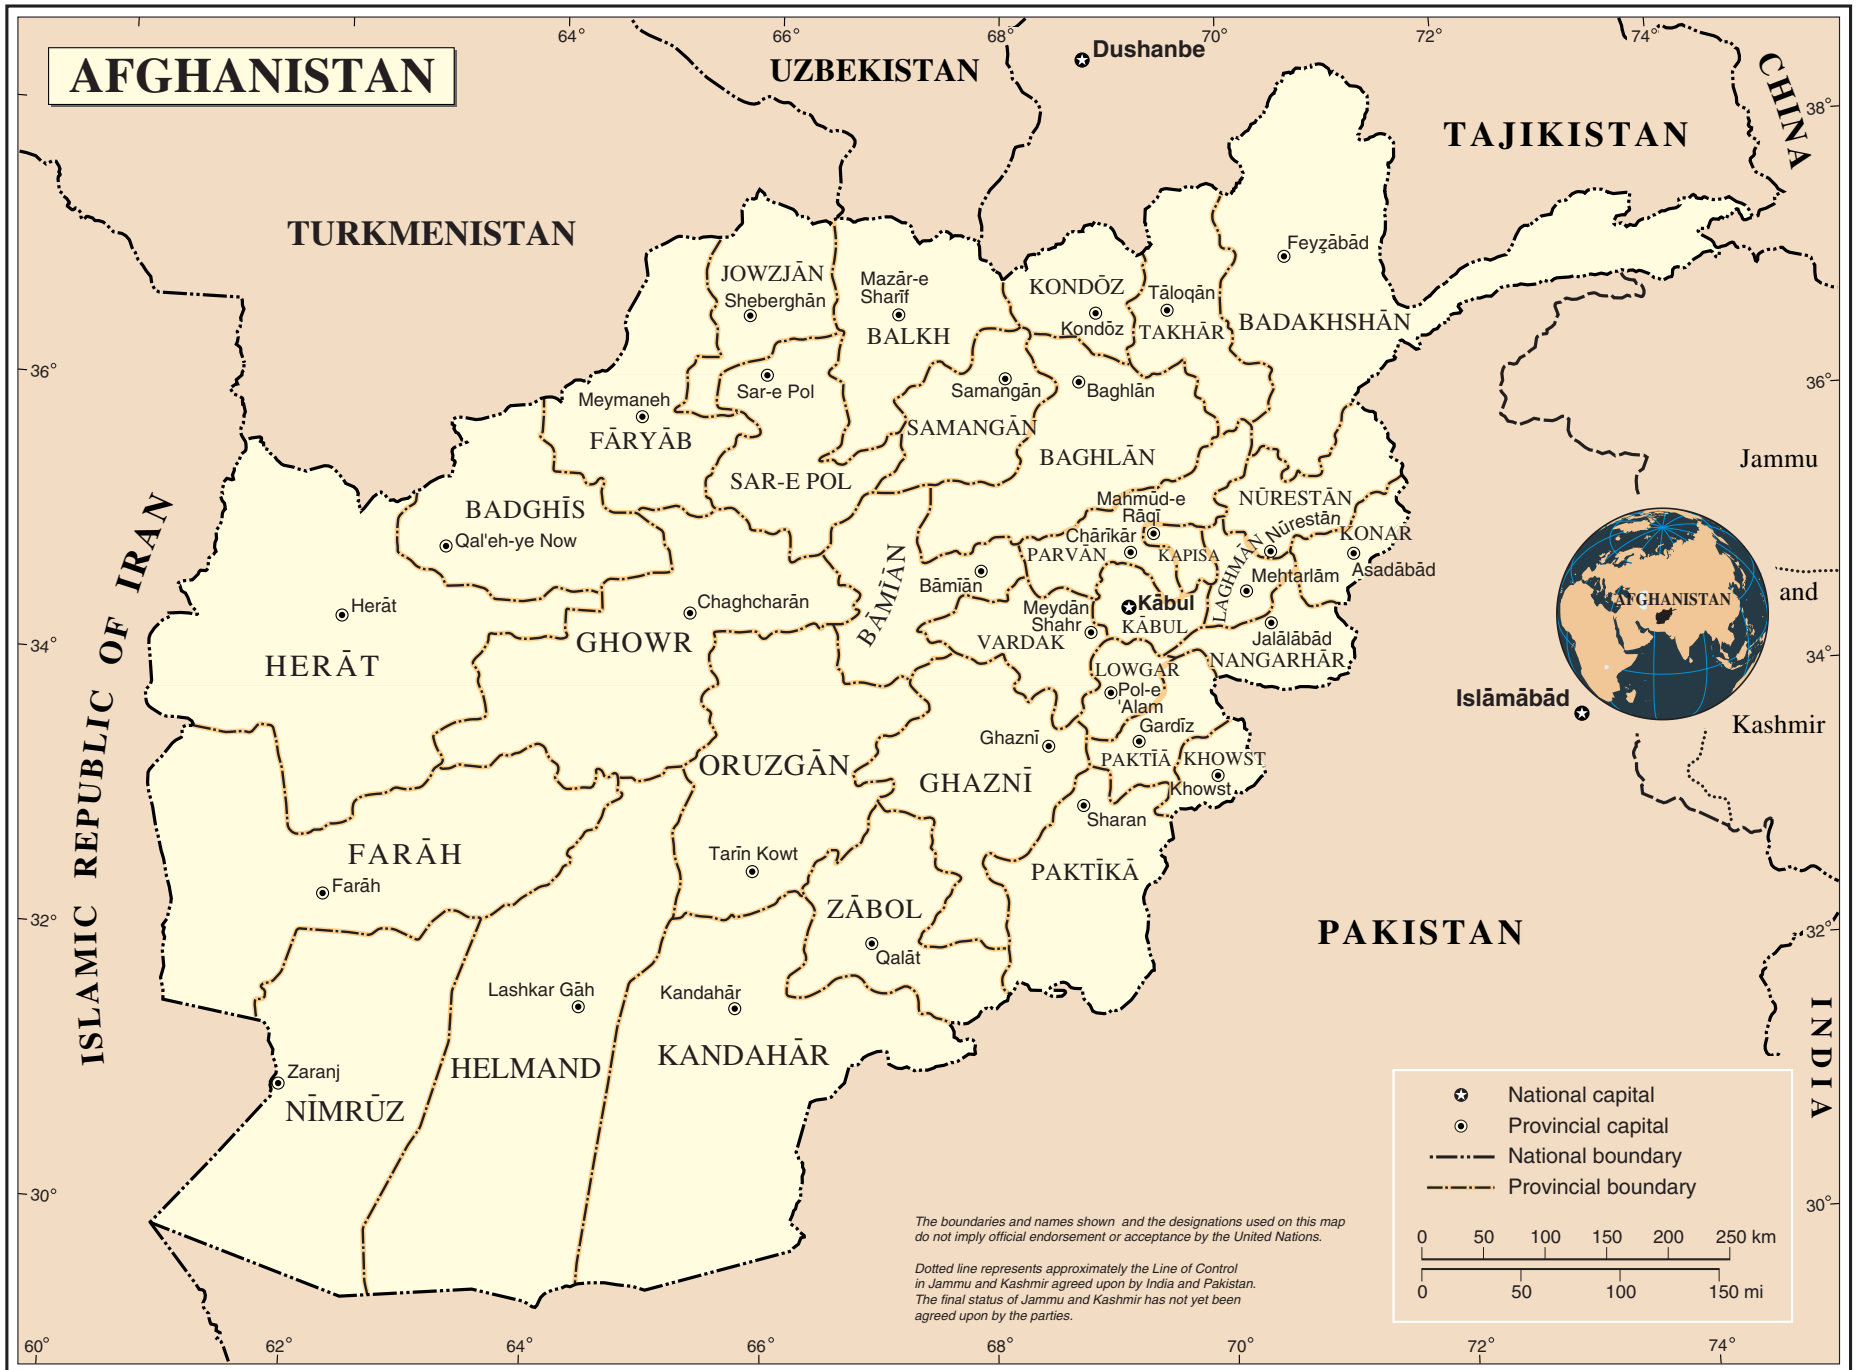 64° 66° 68° 70° 72° 74°
AFGHANISTAN
Dushanbe
UZBEKISTAN
CHINA
38°
TAJIKISTAN
TURKMENISTAN
Feyẕābād
JOWZJĀN
Sheberghān
Mazār-e
Sharīf
BALKH
KONDŌZ
Kondōz
Tāloqān
TAKHĀR
BADAKHSHĀN
36°
36°
Meymaneh
FĀRYĀB
Sar-e Pol
SAR-E POL
Samangān
SAMANGĀN
Baghlān
BAGHLĀN
Jammu
BADGHĪS
Qal'eh-ye Now
Mahmūd-e
Rāqī
Chārīkār
PARVĀN
KAPISA
NŪRESTĀN
Nūrestān
KONAR
Asadābād
LAGHMĀN
Mehtarlām
ISLAMIC REPUBLIC OF IRAN
BĀMĪĀN
Bāmīān
AFGHANISTAN
and
Herāt
HERĀT
Chaghcharān
GHOWR
Meydān
Shahr
VARDAK
Kābul
KĀBUL
Jalālābād
NANGARHĀR
34°
34°
LOWGAR
Pol-e
'Alam
Islāmābād
Kashmir
Gardīz
PAKTĪĀ
KHOWST
Khowst
Ghaznī
GHAZNĪ
ORUZGĀN
Sharan
PAKTĪKĀ
FARĀH
Farāh
Tarīn Kowt
ZĀBOL
Qalāt
32°
32°
PAKISTAN
Lashkar Gāh
HELMAND
Kandahār
KANDAHĀR
INDIA
Zaranj
NĪMRŪZ
National capital
Provincial capital
National boundary
Provincial boundary
30°
30°
The boundaries and names shown and the designations used on this map
do not imply official endorsement or acceptance by the United Nations.
Dotted line represents approximately the Line of Control
in Jammu and Kashmir agreed upon by India and Pakistan.
The final status of Jammu and Kashmir has not yet been
agreed upon by the parties.
0 50 100 150 200 250 km
0 50 100 150 mi
60° 62° 64° 66° 68° 70° 72° 74°